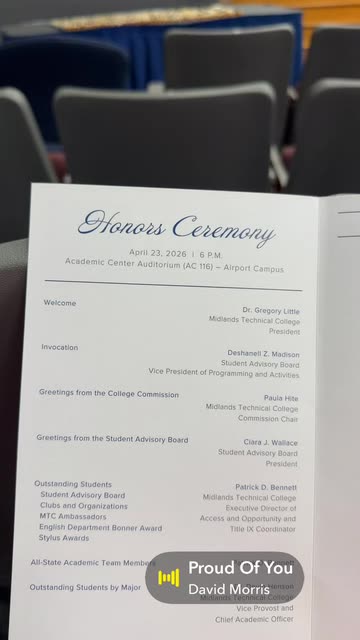 Honors Ceremony
April 23, 2026 | 6 P.M.
Academic Center Auditorium (AC 116) – Airport Campus
Welcome
Dr. Gregory Little
Midlands Technical College
President
Invocation
Deshanell Z. Madison
Student Advisory Board
Vice President of Programming and Activities
Greetings from the College Commission
Paula Hite
Midlands Technical College
Commission Chair
Greetings from the Student Advisory Board
Ciara J. Wallace
Student Advisory Board
President
Outstanding Students
Patrick D. Bennett
Student Advisory Board
Midlands Technical College
Clubs and Organizations
Executive Director of
MTC Ambassadors
Access and Opportunity and
English Department Bonner Award
Title IX Coordinator
Stylus Awards
All-State Academic Team Members
Outstanding Students by Major
Midlands Technical College
Vice Provost and
Chief Academic Officer
Proud Of You
David Morris